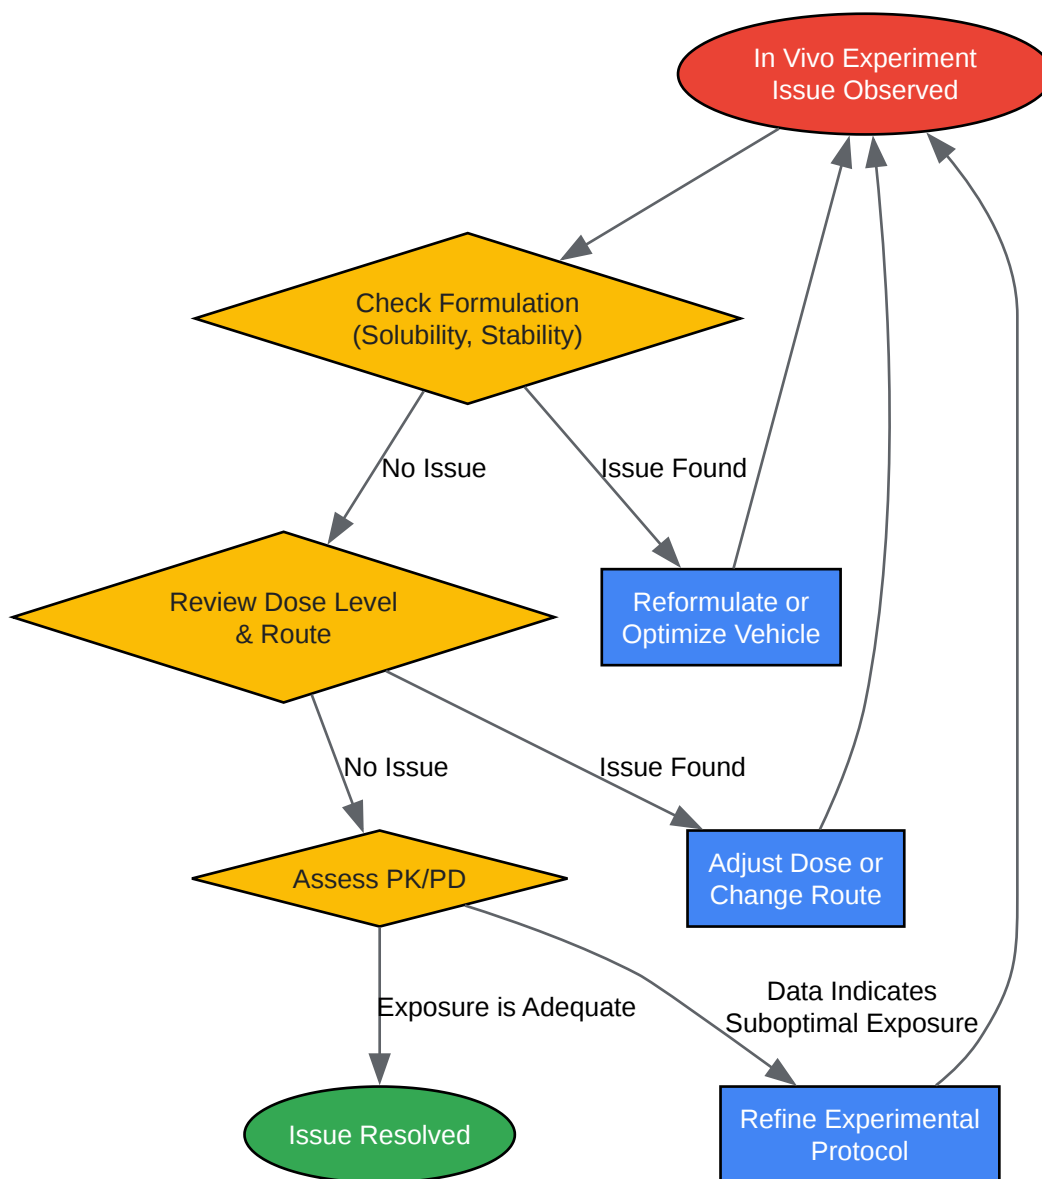 In Vivo Experiment
Issue Observed
Check Formulation
(Solubility, Stability)
No Issue
Issue Found
Review Dose Level
& Route
Reformulate or
Optimize Vehicle
No Issue
Issue Found
Assess PK/PD
Adjust Dose or
Change Route
Exposure is Adequate
Data Indicates
Suboptimal Exposure
Issue Resolved
Refine Experimental
Protocol